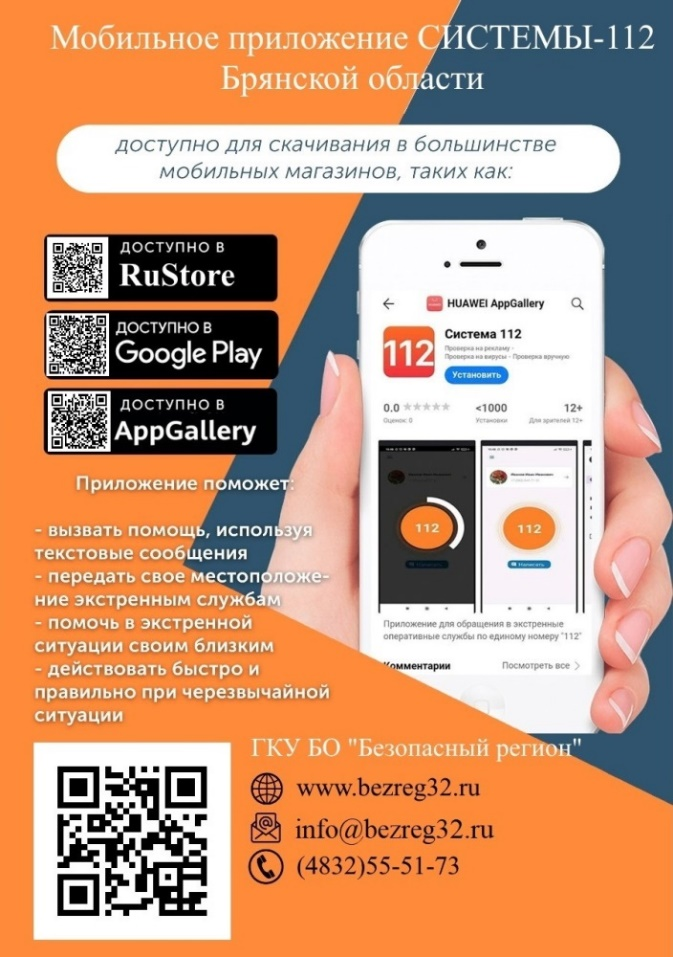 Мобильное приложение СИСТЕМЫ-112
Брянской области
доступно для скачивания в большинстве
мобильных магазинов, таких как:
ДОСТУПНО В
RuStore
ДОСТУПНО В
Google Play
ДОСТУПНО В
AppGallery
HUAWEI AppGallery
112
Система 112
Проверка на рекламу ·
Проверка на вирусы · Проверка вручную
Установить
0.0
<1000
12+
Оценок: 0
Установки
Для зрителей 12+
112
112
Написать
Приложение для обращения в экстренные
оперативные службы по единому номеру "112"
Комментарии
Посмотреть все
Приложение поможет:
- вызвать помощь, используя
текстовые сообщения
- передать свое местоположе-
ние экстренным службам
- помочь в экстренной
ситуации своим близким
- действовать быстро и
правильно при черезвычайной
ситуации
ГКУ БО "Безопасный регион"
www.bezreg32.ru
info@bezreg32.ru
(4832)55-51-73